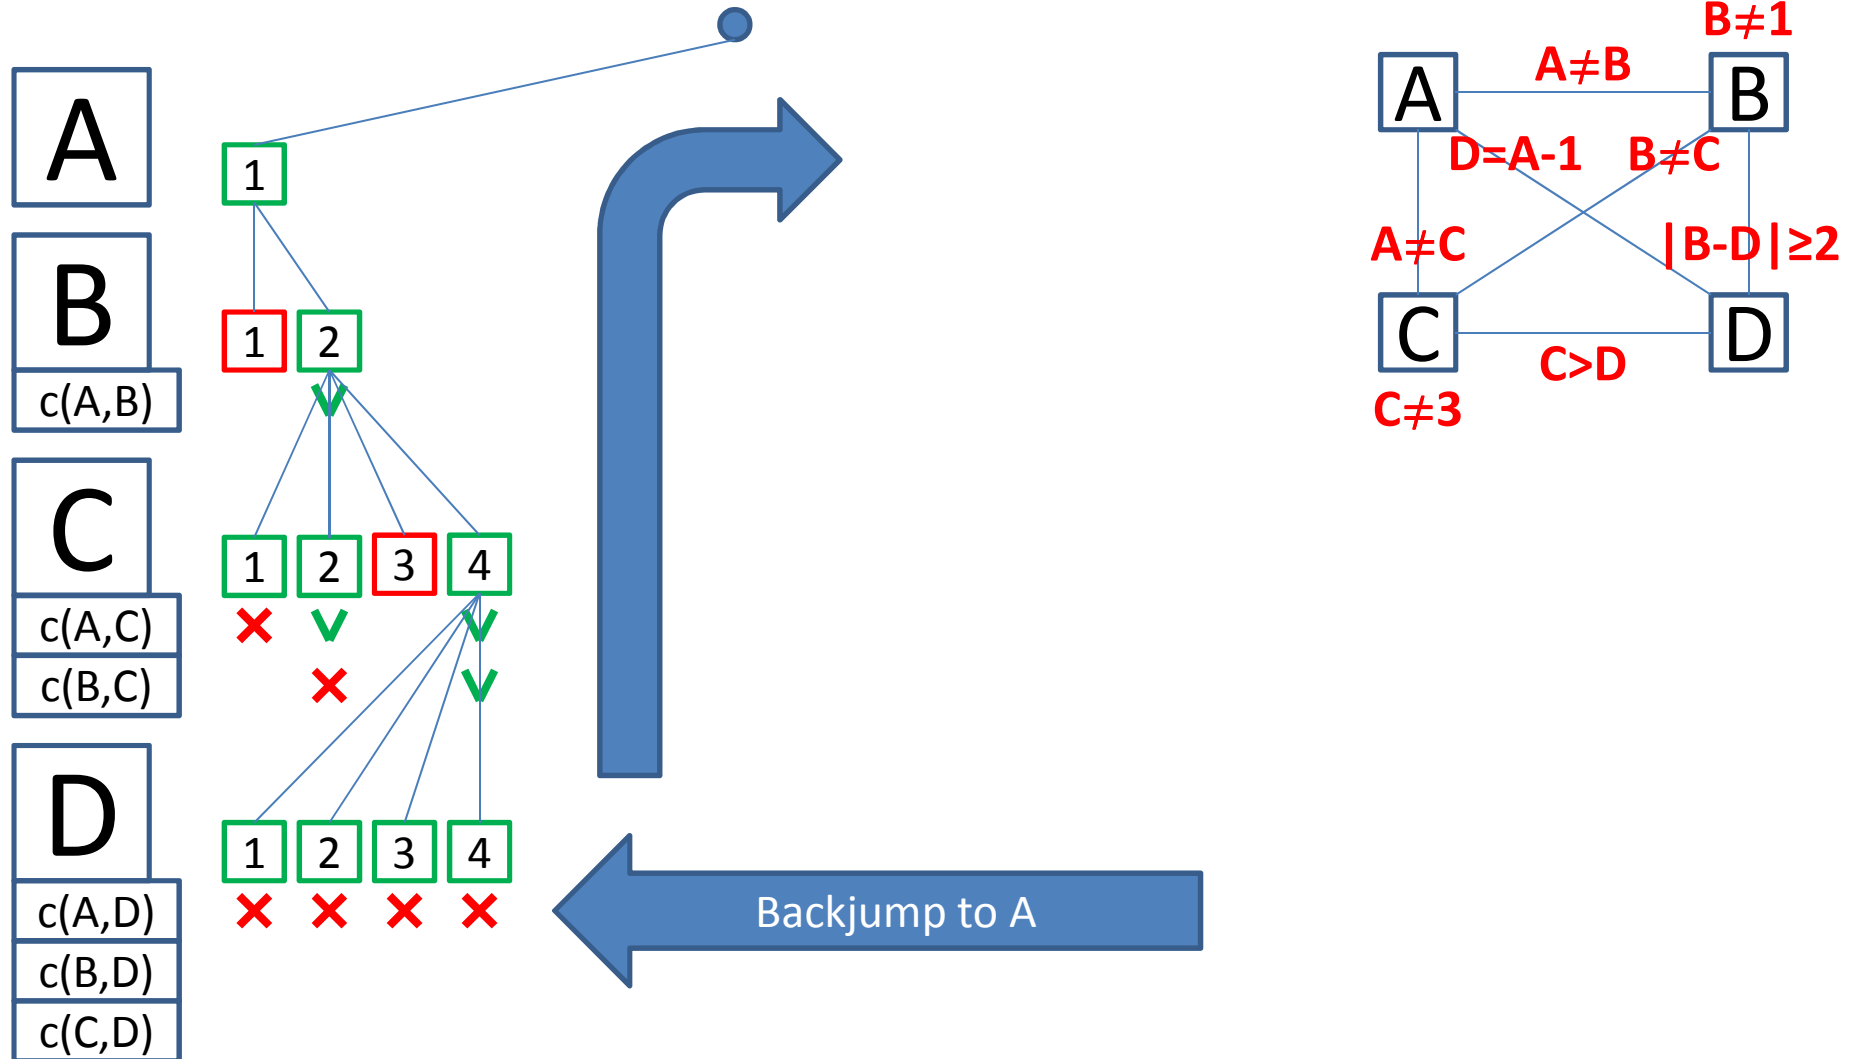 A
1
B
1 2
c(A,B)
C
1 2 3 4
c(A,C)
c(B,C)
D
1 2 3 4
c(A,D)
c(B,D)
c(C,D)
Backjump to A
B≠1
A≠B
A B
D=A-1 B≠C
A≠C |B-D|≥2
C D
C>D
C≠3